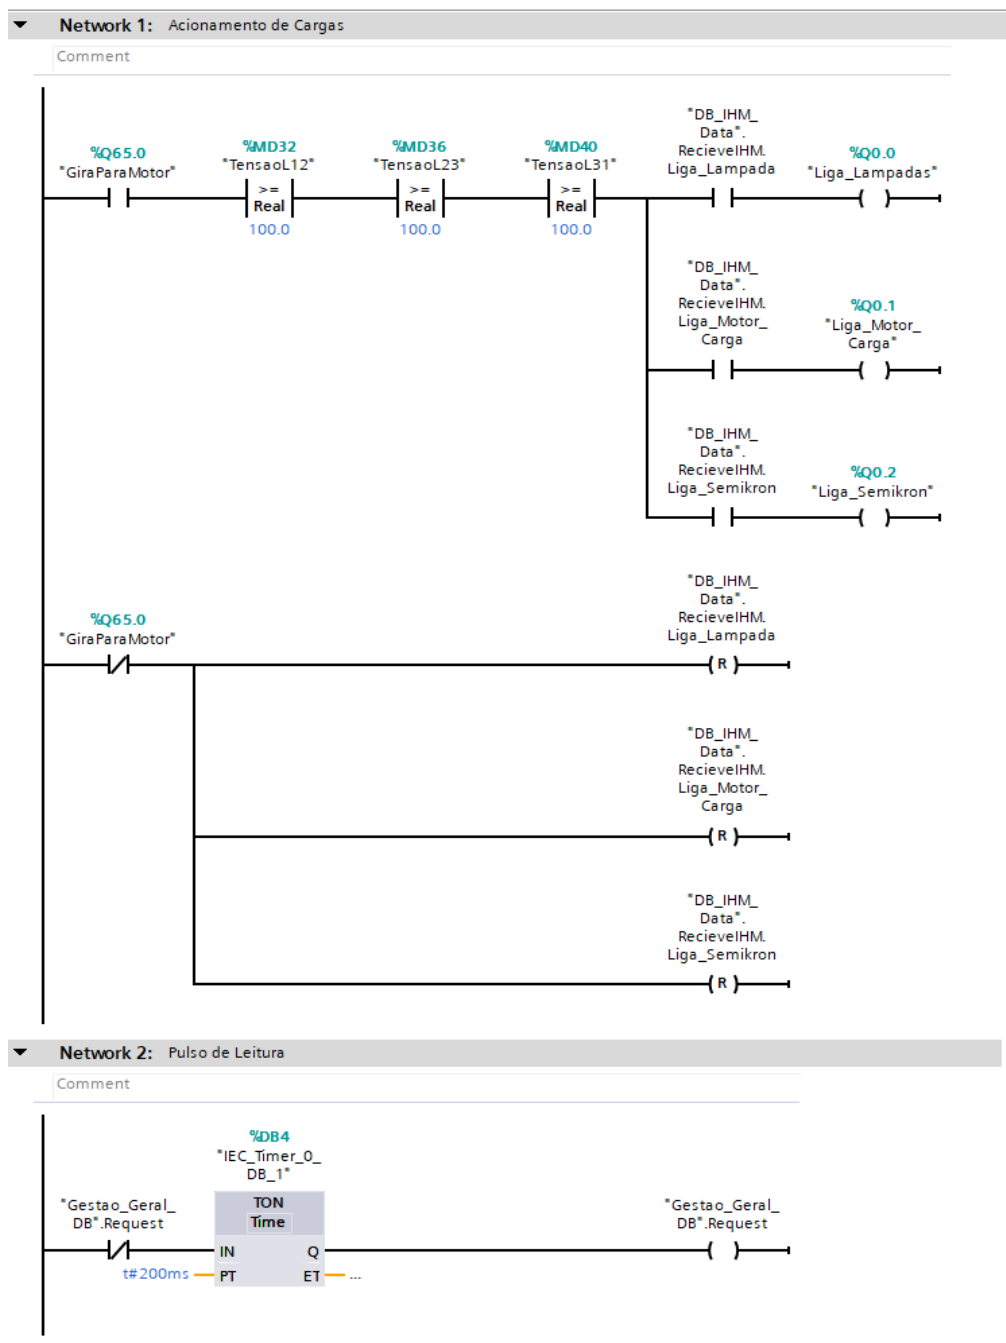 Network 1: Acionamento de Cargas
Comment
%Q65.0
"GiraParaMotor"
%MD32
"TensaoL12"
>=
Real
100.0
%MD36
"TensaoL23"
>=
Real
100.0
%MD40
"TensaoL31"
>=
Real
100.0
"DB_IHM_
Data".
RecieveIHM.
Liga_Lampada
%Q0.0
"Liga_Lampadas"
"DB_IHM_
Data".
RecieveIHM.
Liga_Motor_
Carga
%Q0.1
"Liga_Motor_
Carga"
"DB_IHM_
Data".
RecieveIHM.
Liga_Semikron
%Q0.2
"Liga_Semikron"
%Q65.0
"GiraParaMotor"
"DB_IHM_
Data".
RecieveIHM.
Liga_Lampada
R
"DB_IHM_
Data".
RecieveIHM.
Liga_Motor_
Carga
R
"DB_IHM_
Data".
RecieveIHM.
Liga_Semikron
R
Network 2: Pulso de Leitura
Comment
"Gestao_Geral_
DB".Request
%DB4
"IEC_Timer_0_
DB_1"
TON
Time
IN Q
t#200ms PT ET ...
"Gestao_Geral_
DB".Request